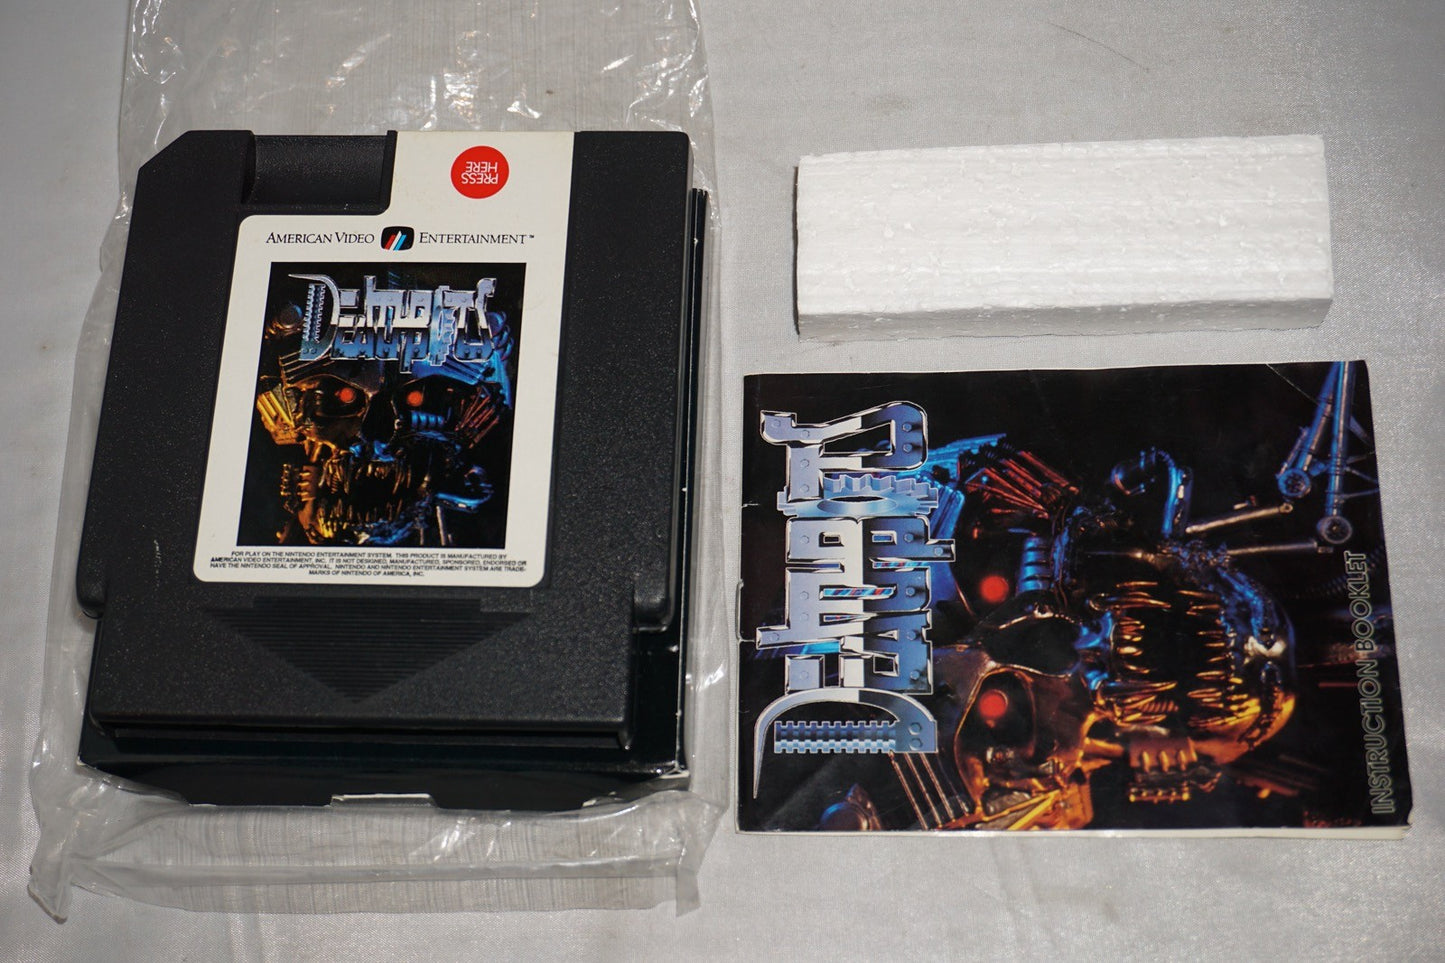 PRESS
HERE
AMERICAN VIDEO ENTERTAINMENT™
DEATHBOTS
FOR PLAY ON THE NINTENDO ENTERTAINMENT SYSTEM. THIS PRODUCT IS MANUFACTURED BY
AMERICAN VIDEO ENTERTAINMENT, INC. IT IS NOT DESIGNED, MANUFACTURED, SPONSORED, ENDORSED OR
HAVE THE NINTENDO SEAL OF APPROVAL. NINTENDO AND NINTENDO ENTERTAINMENT SYSTEM ARE TRADE-
MARKS OF NINTENDO OF AMERICA, INC.
DEATHBOTS
INSTRUCTION BOOKLET